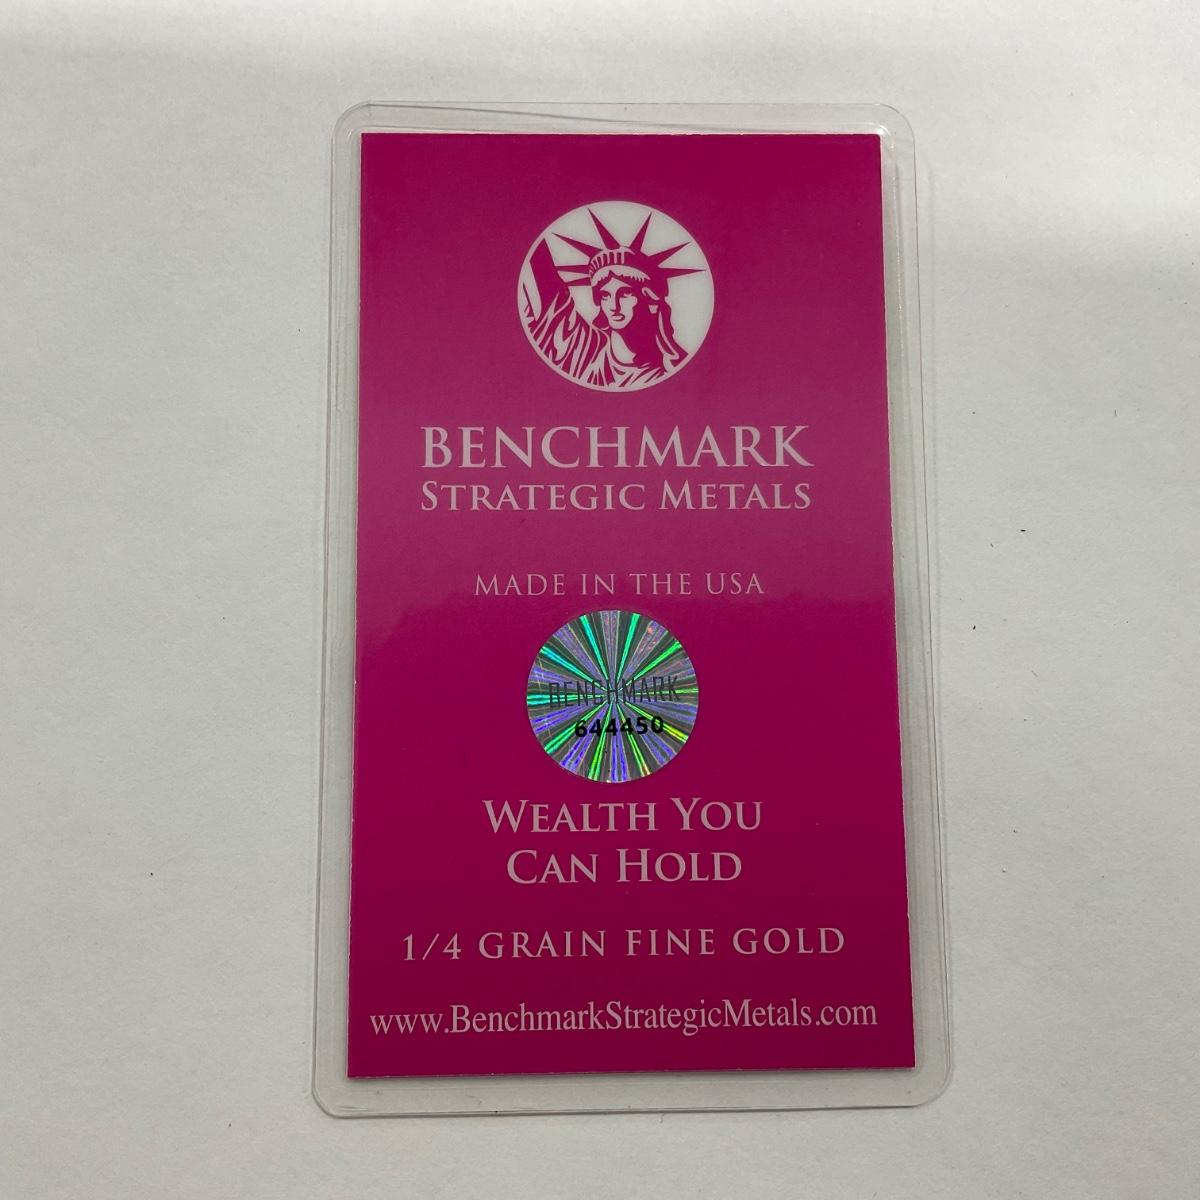 BENCHMARK
STRATEGIC METALS
MADE IN THE USA
BENCHMARK
644450
WEALTH YOU
CAN HOLD
1/4 GRAIN FINE GOLD
www.BenchmarkStrategicMetals.com